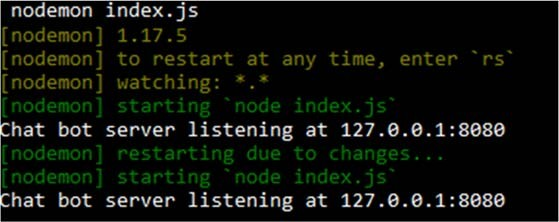 nodemon index.js
[nodemon] 1.17.5
[nodemon] to restart at any time, enter `rs`
[nodemon] watching: *.*
[nodemon] starting `node index.js`
Chat bot server listening at 127.0.0.1:8080
[nodemon] restarting due to changes...
[nodemon] starting `node index.js`
Chat bot server listening at 127.0.0.1:8080